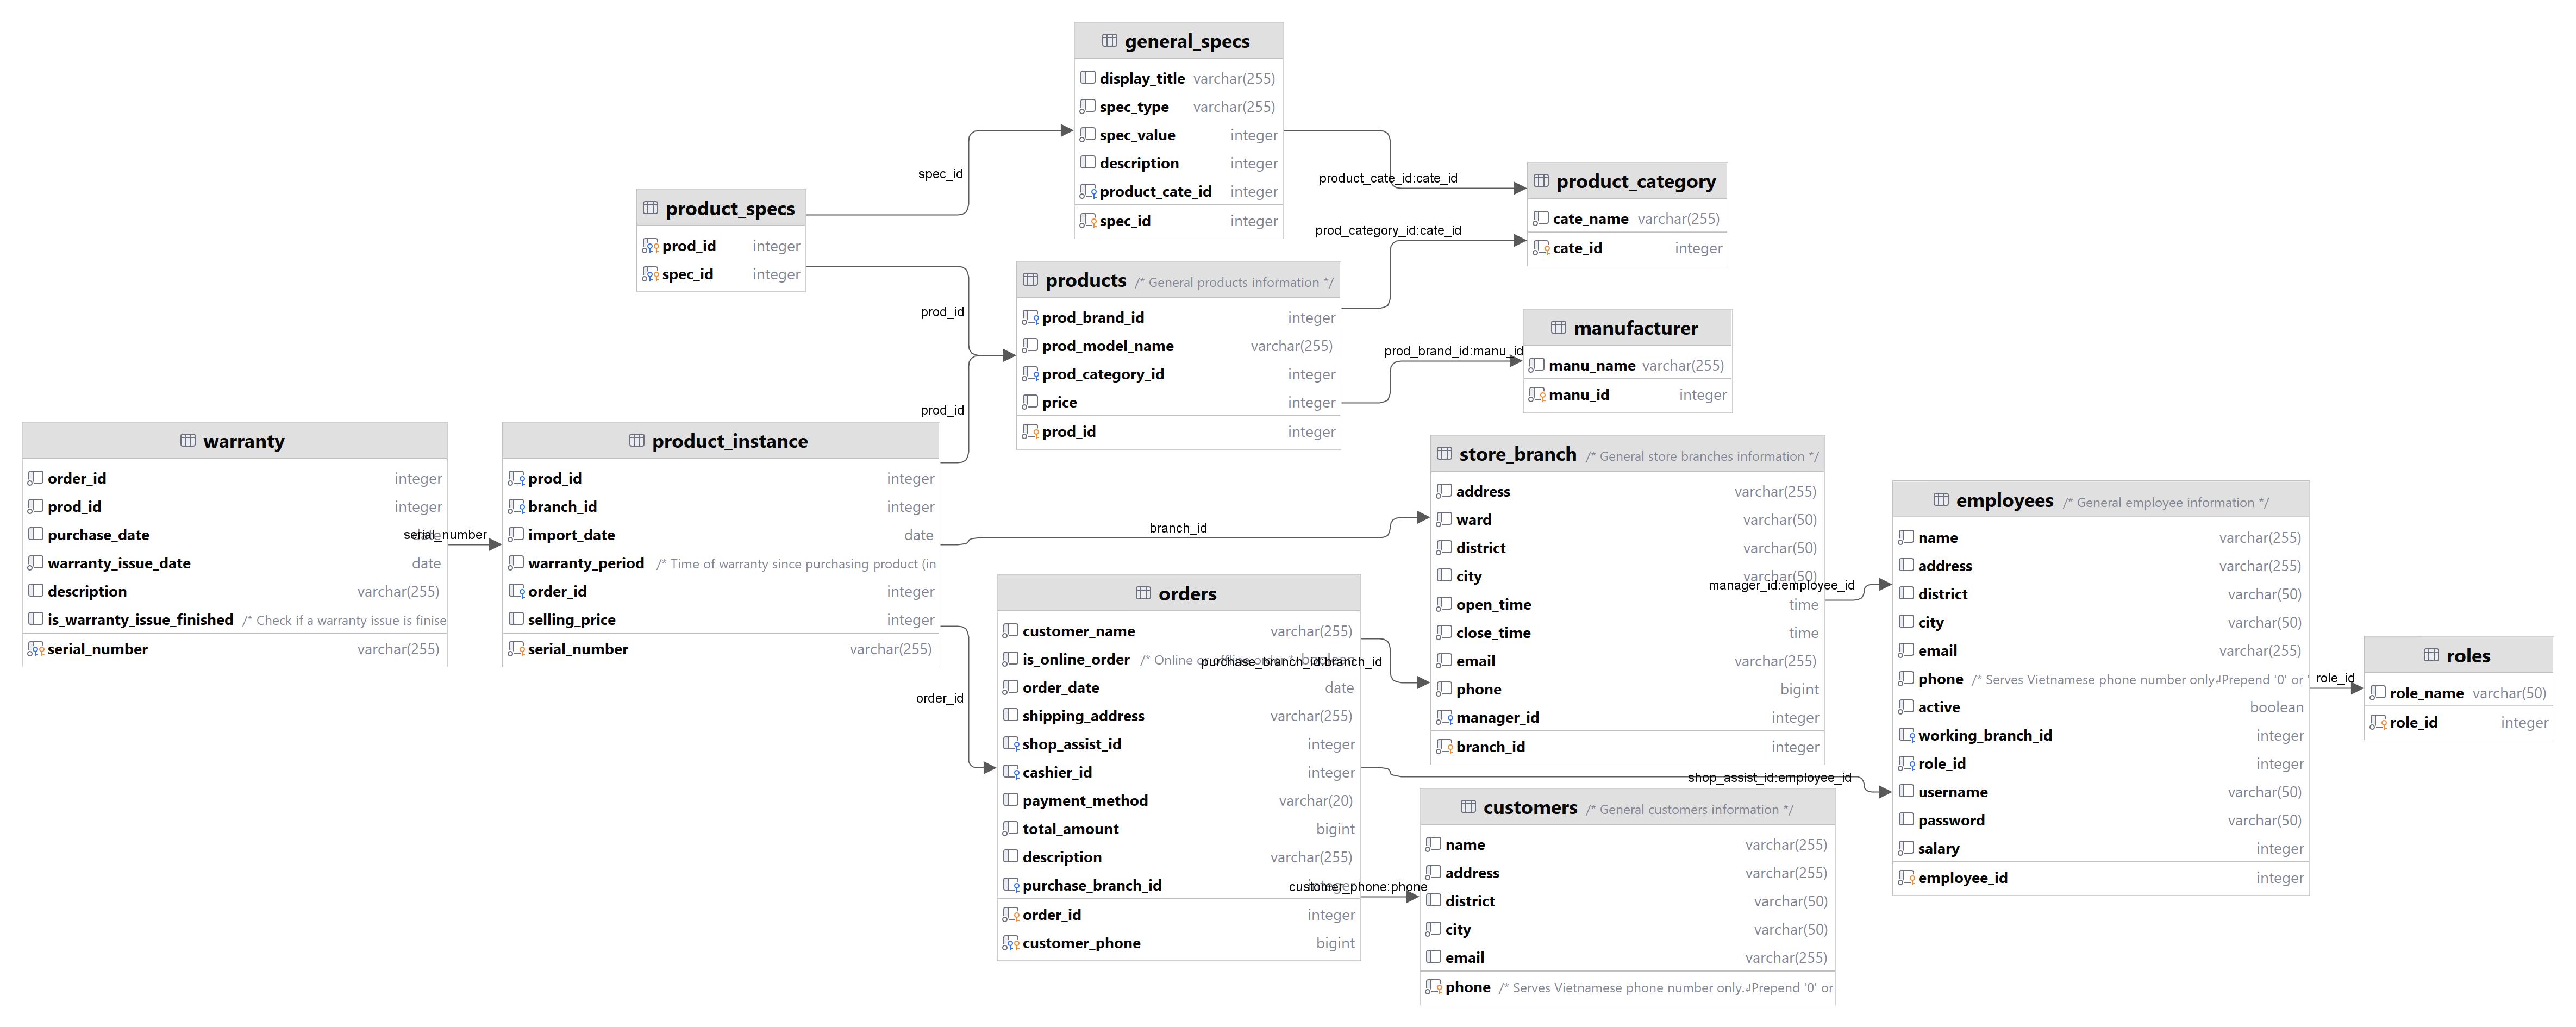 general_specs
display_title varchar(255)
spec_type varchar(255)
spec_value integer
description integer
product_cate_id integer
spec_id integer
spec_id
product_cate_id:cate_id
product_category
cate_name varchar(255)
cate_id integer
product_specs
prod_id integer
spec_id integer
prod_category_id:cate_id
prod_id
products /* General products information */
prod_brand_id integer
prod_model_name varchar(255)
prod_category_id integer
price integer
prod_id integer
prod_brand_id:manu_id
manufacturer
manu_name varchar(255)
manu_id integer
prod_id
warranty
order_id integer
prod_id integer
purchase_date date
warranty_issue_date date
description varchar(255)
is_warranty_issue_finished /* Check if a warranty issue is finise
serial_number varchar(255)
serial_number
product_instance
prod_id integer
branch_id integer
import_date date
warranty_period /* Time of warranty since purchasing product (in
order_id integer
selling_price integer
serial_number varchar(255)
branch_id
order_id
store_branch /* General store branches information */
address varchar(255)
ward varchar(50)
district varchar(50)
city varchar(50)
open_time time
close_time time
email varchar(255)
phone bigint
manager_id integer
branch_id integer
manager_id:employee_id
orders
customer_name varchar(255)
is_online_order /* Online or offline order */ boolean
order_date date
shipping_address varchar(255)
shop_assist_id integer
cashier_id integer
payment_method varchar(20)
total_amount bigint
description varchar(255)
purchase_branch_id integer
order_id integer
customer_phone bigint
purchase_branch_id:branch_id
shop_assist_id:employee_id
customer_phone:phone
customers /* General customers information */
name varchar(255)
address varchar(255)
district varchar(50)
city varchar(50)
email varchar(255)
phone /* Serves Vietnamese phone number only.↲Prepend '0' or
employees /* General employee information */
name varchar(255)
address varchar(255)
district varchar(50)
city varchar(50)
email varchar(255)
phone /* Serves Vietnamese phone number only↲Prepend '0' or '
active boolean
working_branch_id integer
role_id integer
username varchar(50)
password varchar(50)
salary integer
employee_id integer
role_id
roles
role_name varchar(50)
role_id integer